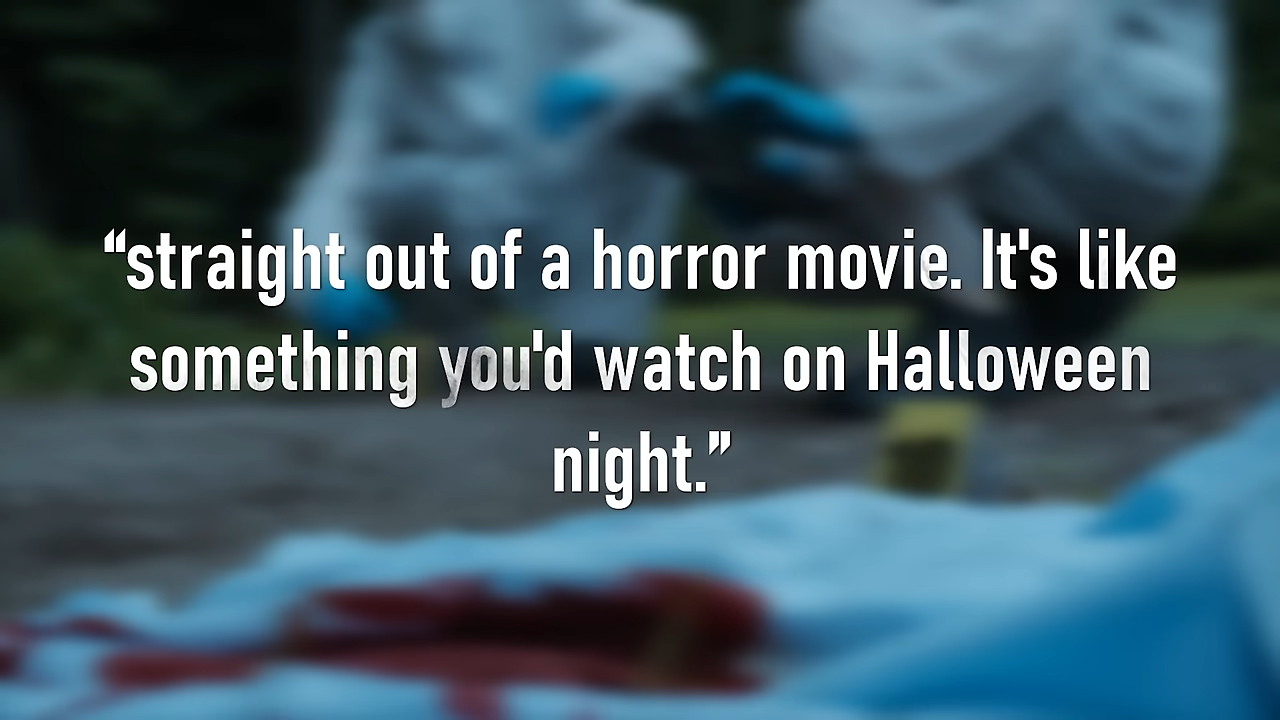 “straight out of a horror movie. It's like
something you'd watch on Halloween
night.”